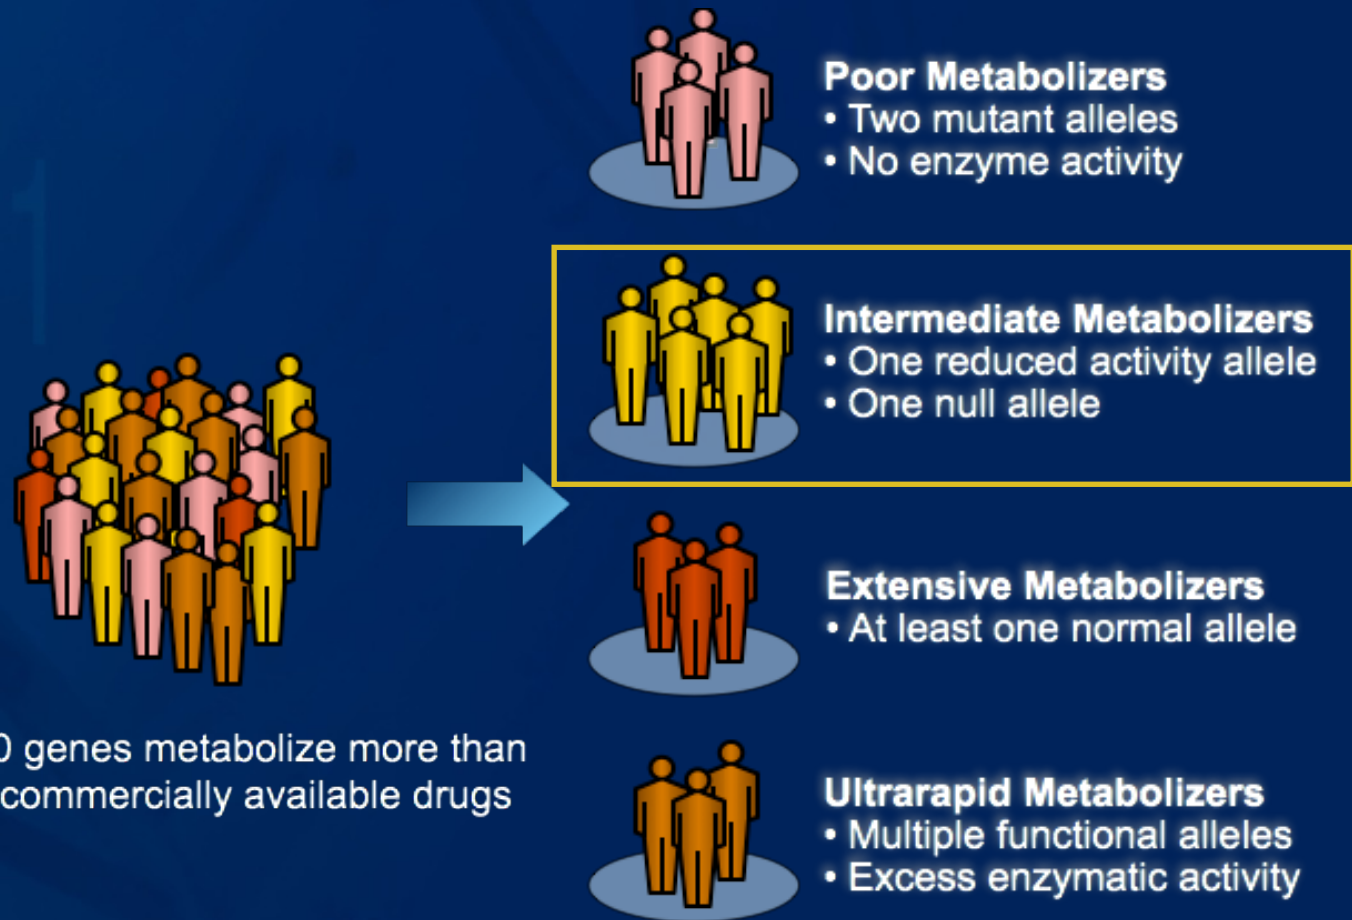 Poor Metabolizers
• Two mutant alleles
• No enzyme activity
Intermediate Metabolizers
• One reduced activity allele
• One null allele
Extensive Metabolizers
• At least one normal allele
0 genes metabolize more than
commercially available drugs
Ultrarapid Metabolizers
• Multiple functional alleles
• Excess enzymatic activity